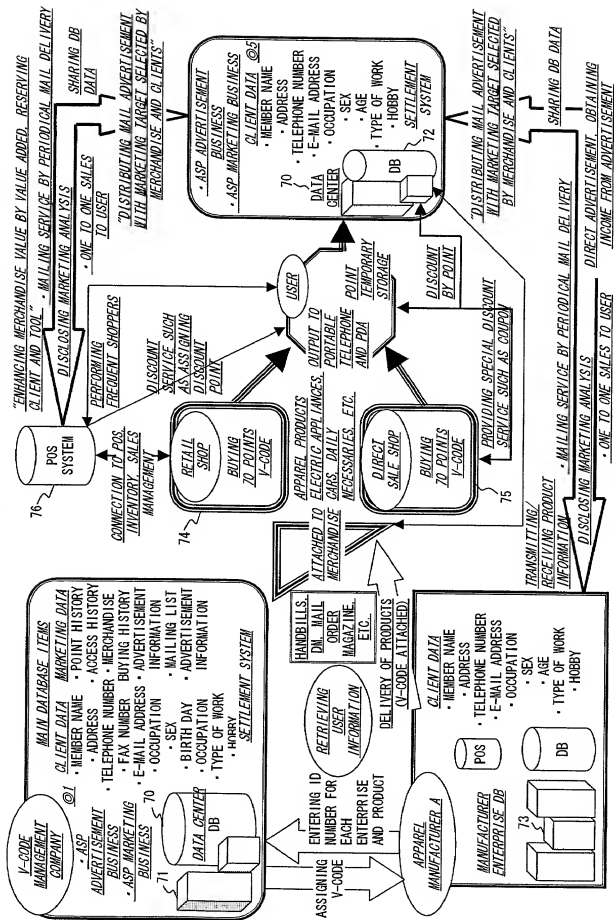 V-CODE
MANAGEMENT
COMPANY
◎1
• ASP
ADVERTISEMENT
BUSINESS
• ASP MARKETING
BUSINESS
71
70
DATA CENTER
DB
MAIN DATABASE ITEMS
CLIENT DATA
• MEMBER NAME
• ADDRESS
• TELEPHONE NUMBER
• FAX NUMBER
• E-MAIL ADDRESS
• OCCUPATION
• SEX
• BIRTH DAY
• OCCUPATION
• TYPE OF WORK
• HOBBY
MARKETING DATA
• POINT HISTORY
• ACCESS HISTORY
• MERCHANDISE
BUYING HISTORY
• ADVERTISEMENT
INFORMATION
• MAILING LIST
• ADVERTISEMENT
INFORMATION
SETTLEMENT SYSTEM
ASSIGNING
V-CODE
ENTERING ID
NUMBER FOR
EACH
ENTERPRISE
AND PRODUCT
RETRIEVING
USER
INFORMATION
HANDBILLS,
DM, MAIL
ORDER
MAGAZINE,
ETC.
DELIVERY OF PRODUCTS
(V-CODE ATTACHED)
APPAREL
MANUFACTURER A
MANUFACTURER
ENTERPRISE DB
73
POS
DB
CLIENT DATA
• MEMBER NAME
• ADDRESS
• TELEPHONE NUMBER
• E-MAIL ADDRESS
• OCCUPATION
• SEX
• AGE
• TYPE OF WORK
• HOBBY
76
POS
SYSTEM
CONNECTION TO POS,
INVENTORY, SALES
MANAGEMENT
74
RETAIL
SHOP
BUYING
TO POINTS
V-CODE
ATTACHED TO
MERCHANDISE
APPAREL PRODUCTS
ELECTRIC APPLIANCES,
CARS, DAILY
NECESSARIES, ETC.
DIRECT
SALE SHOP
BUYING
TO POINTS
V-CODE
75
TRANSMITTING/
RECEIVING PRODUCT
INFORMATION
"ENHANCING MERCHANDISE VALUE BY VALUE ADDED, RESERVING
CLIENT AND TOOL"
• MAILING SERVICE BY PERIODICAL MAIL DELIVERY
DISCLOSING MARKETING ANALYSIS
• ONE TO ONE SALES
TO USER
SHARING DB
DATA
PERFORMING
FREQUENT SHOPPERS
DISCOUNT
SERVICE SUCH
AS ASSIGNING
DISCOUNT
POINT
USER
OUTPUT TO
PORTABLE
TELEPHONE
AND PDA
POINT
TEMPORARY
STORAGE
DISCOUNT
BY POINT
PROVIDING SPECIAL DISCOUNT
SERVICE SUCH AS COUPON
"DISTRIBUTING MAIL ADVERTISEMENT
WITH MARKETING TARGET SELECTED BY
MERCHANDISE AND CLIENTS"
• ASP ADVERTISEMENT
BUSINESS
• ASP MARKETING BUSINESS
CLIENT DATA ◎5
• MEMBER NAME
• ADDRESS
• TELEPHONE NUMBER
• E-MAIL ADDRESS
• OCCUPATION
• SEX
• AGE
• TYPE OF WORK
• HOBBY
70
DATA
CENTER
DB
72
SETTLEMENT
SYSTEM
"DISTRIBUTING MAIL ADVERTISEMENT
WITH MARKETING TARGET SELECTED
BY MERCHANDISE AND CLIENTS"
SHARING DB DATA
• MAILING SERVICE BY PERIODICAL MAIL DELIVERY
DISCLOSING MARKETING ANALYSIS
• ONE TO ONE SALES TO USER
DIRECT ADVERTISEMENT OBTAINING
INCOME FROM ADVERTISEMENT